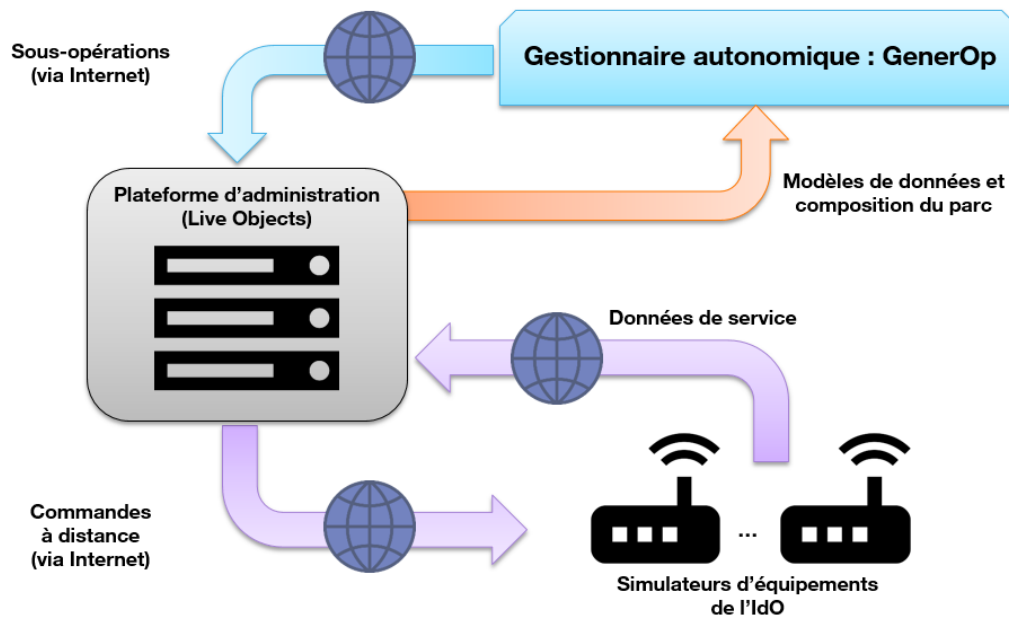 Sous-opérations
(via Internet)
Gestionnaire autonomique : GenerOp
Plateforme d'administration
(Live Objects)
Modèles de données et
composition du parc
Données de service
Commandes
à distance
(via Internet)
...
Simulateurs d'équipements
de l'IdO